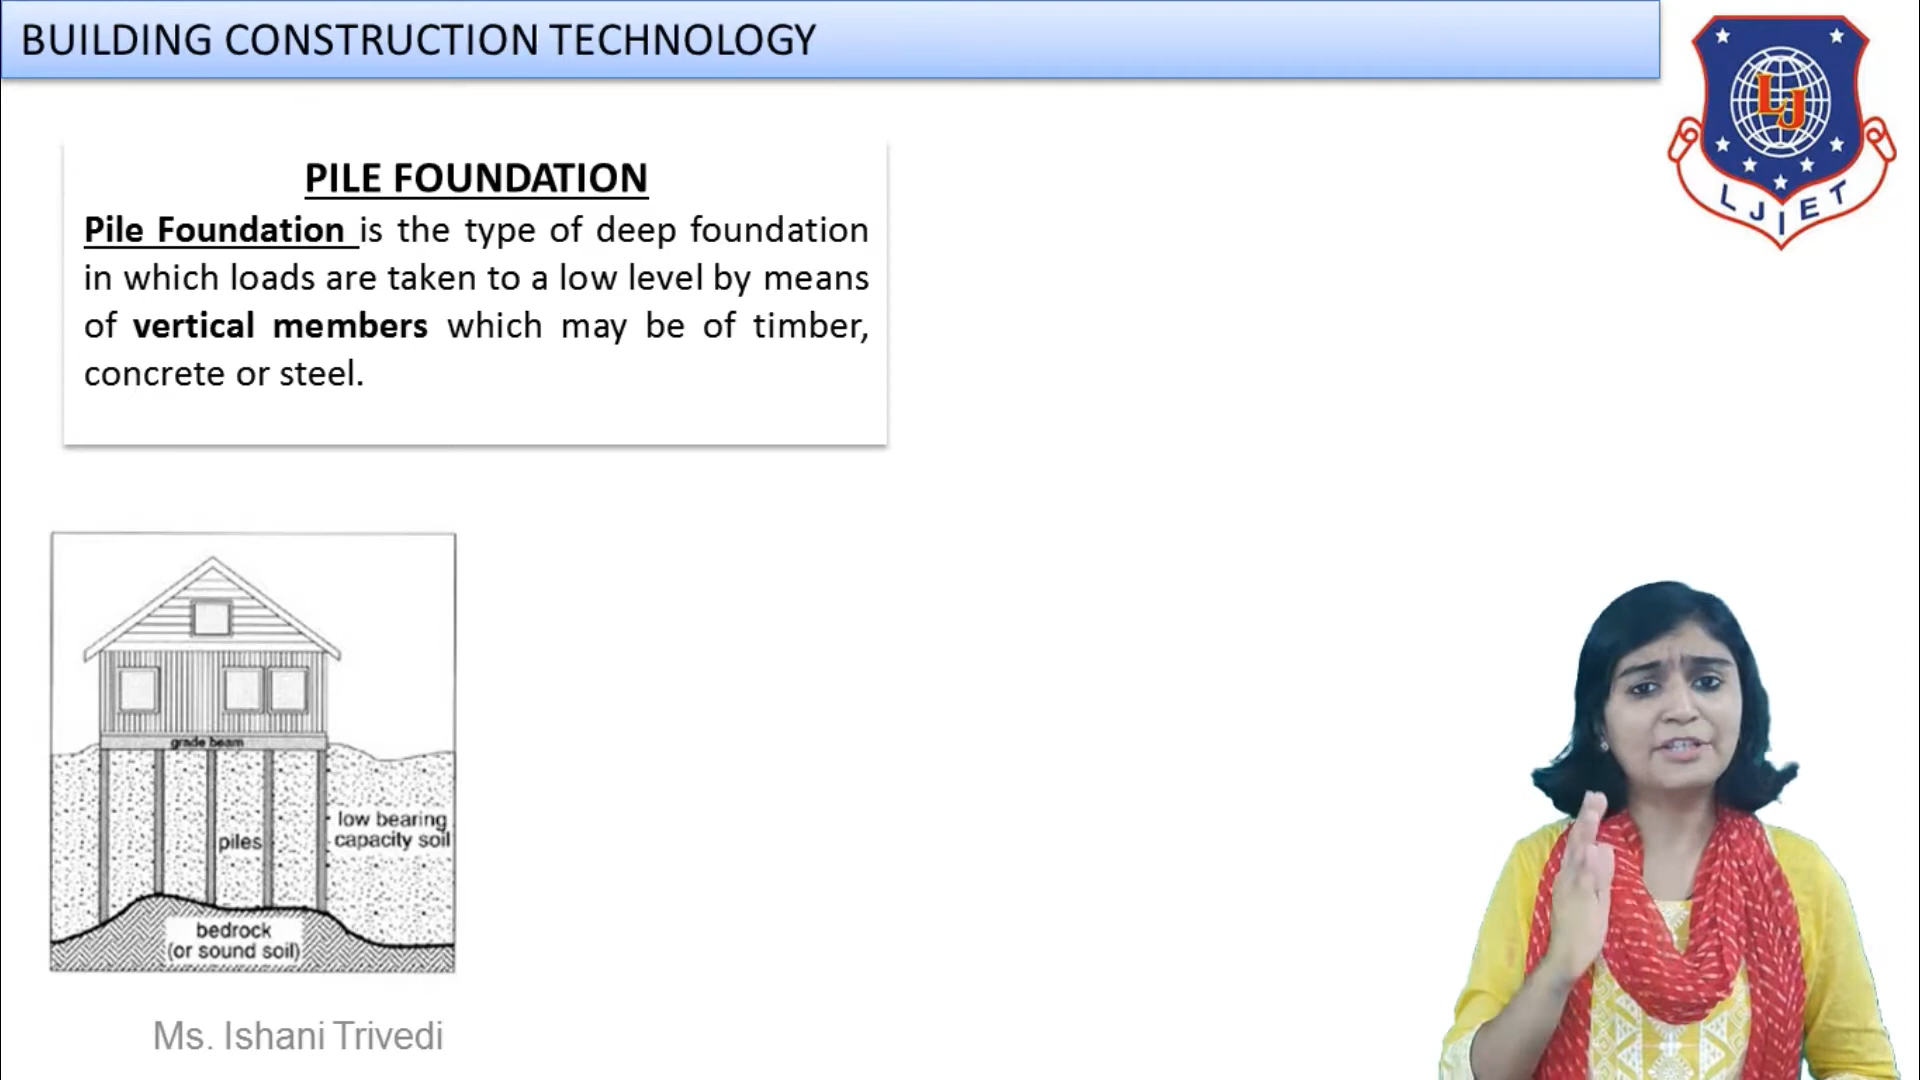 BUILDING CONSTRUCTION TECHNOLOGY
LJ
LJIET
PILE FOUNDATION
Pile Foundation is the type of deep foundation
in which loads are taken to a low level by means
of vertical members which may be of timber,
concrete or steel.
grade beam
low bearing
capacity soil
piles
bedrock
(or sound soil)
Ms. Ishani Trivedi